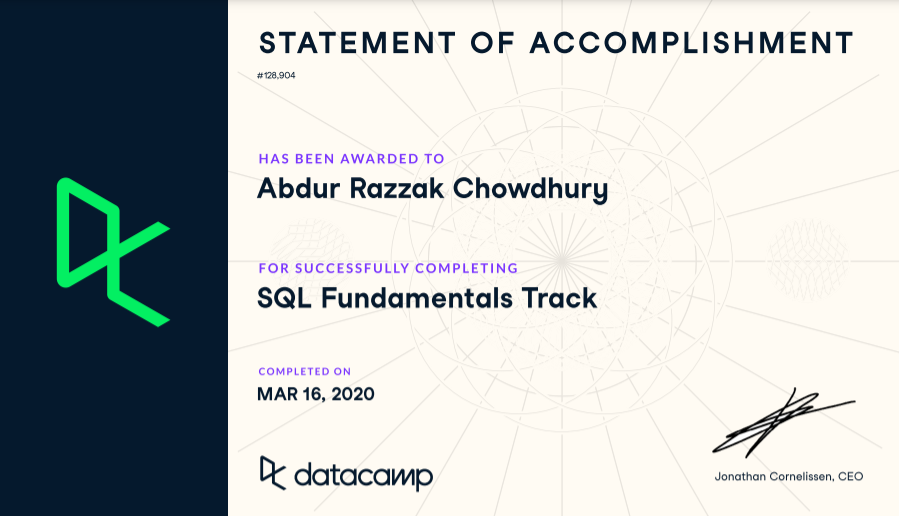 STATEMENT OF ACCOMPLISHMENT
#128,904
HAS BEEN AWARDED TO
Abdur Razzak Chowdhury
FOR SUCCESSFULLY COMPLETING
SQL Fundamentals Track
COMPLETED ON
MAR 16, 2020
datacamp
Jonathan Cornelissen, CEO